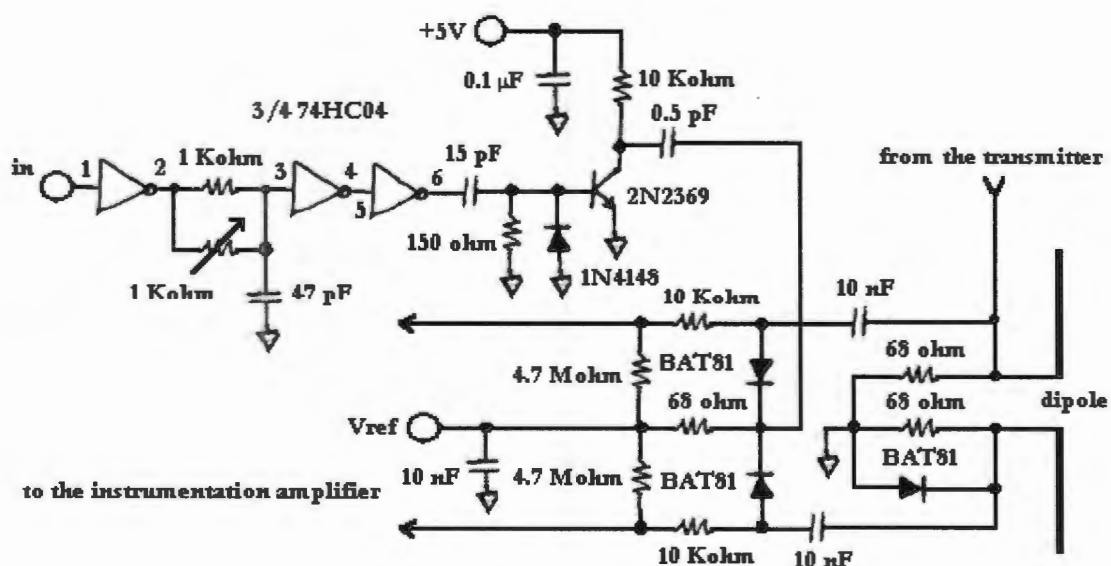 +5V
0.1 µF
10 Kohm
0.5 pF
3/4 74HC04
in
1
2
1 Kohm
3
4
5
6
15 pF
2N2369
from the transmitter
150 ohm
1N4148
1 Kohm
47 pF
10 Kohm
10 nF
4.7 Mohm
BAT81
68 ohm
68 ohm
68 ohm
dipole
Vref
10 nF
4.7 Mohm
BAT81
BAT81
to the instrumentation amplifier
10 Kohm
10 nF